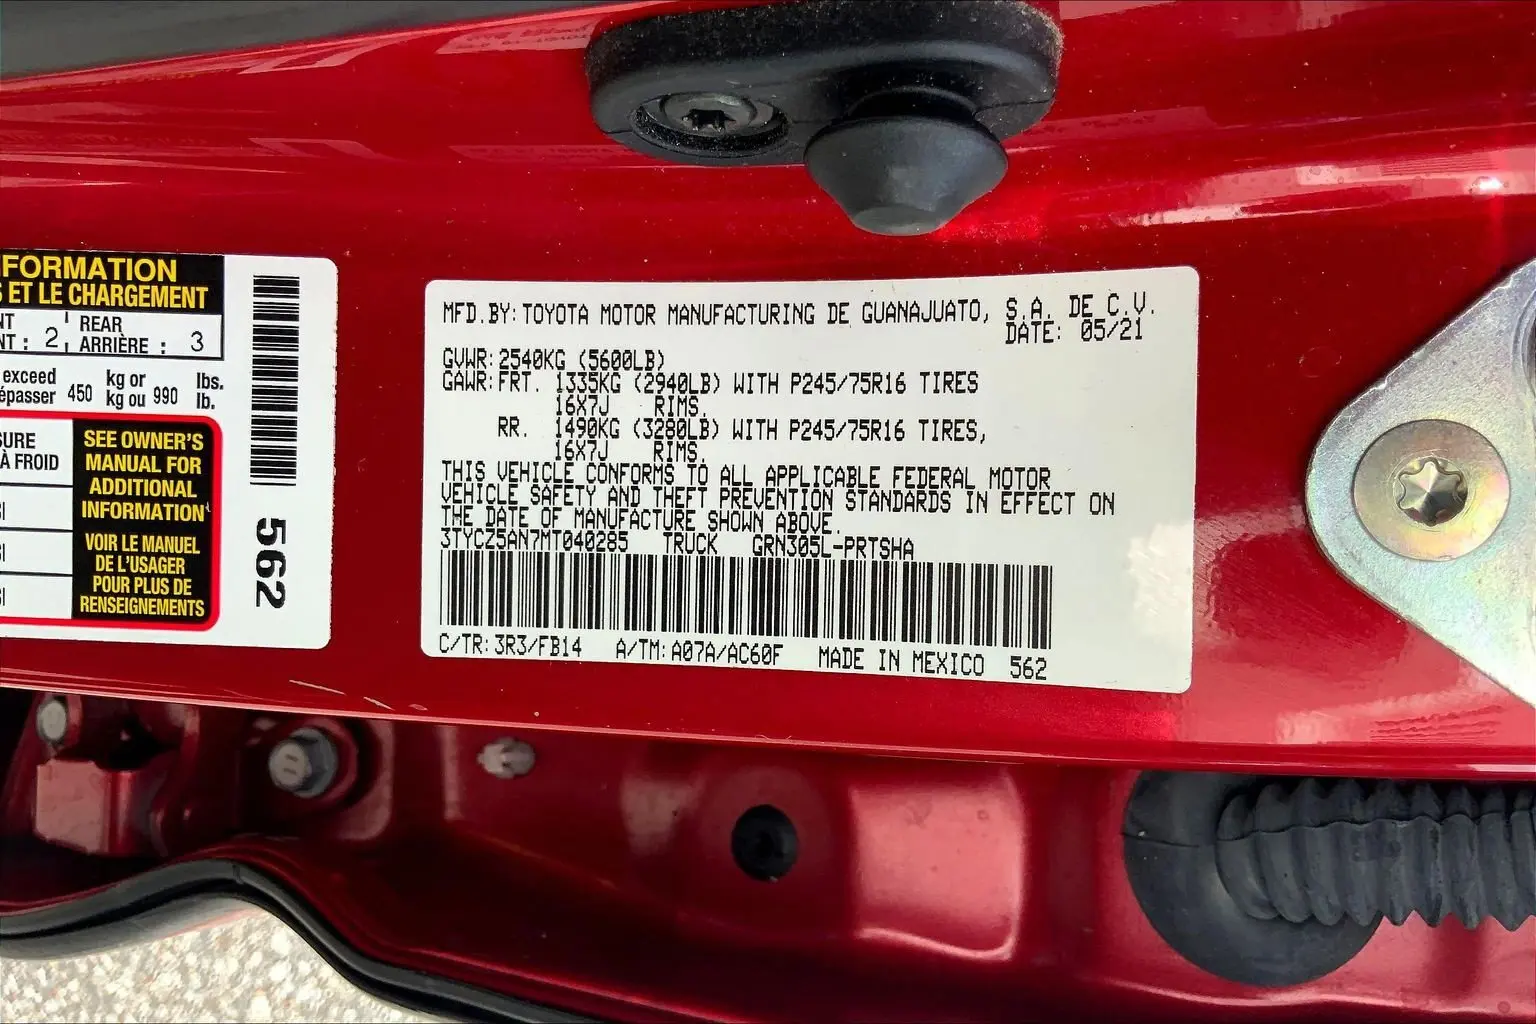 FORMATION
S ET LE CHARGEMENT
NT : 2 REAR
ARRIÈRE : 3
exceed kg or lbs.
épasser 450 kg ou 990 lb.
SURE
À FROID
SEE OWNER'S
MANUAL FOR
ADDITIONAL
INFORMATION
VOIR LE MANUEL
DE L'USAGER
POUR PLUS DE
RENSEIGNEMENTS
562
MFD.BY: TOYOTA MOTOR MANUFACTURING DE GUANAJUATO, S.A. DE C.V.
DATE: 05/21
GVWR: 2540KG (5600LB)
GAWR: FRT. 1335KG (2940LB) WITH P245/75R16 TIRES
16X7J RIMS.
RR. 1490KG (3280LB) WITH P245/75R16 TIRES,
16X7J RIMS.
THIS VEHICLE CONFORMS TO ALL APPLICABLE FEDERAL MOTOR
VEHICLE SAFETY AND THEFT PREVENTION STANDARDS IN EFFECT ON
THE DATE OF MANUFACTURE SHOWN ABOVE.
3TYCZ5AN7MT040285 TRUCK GRN305L-PRTSHA
C/TR: 3R3/FB14 A/TM: A07A/AC60F MADE IN MEXICO 562